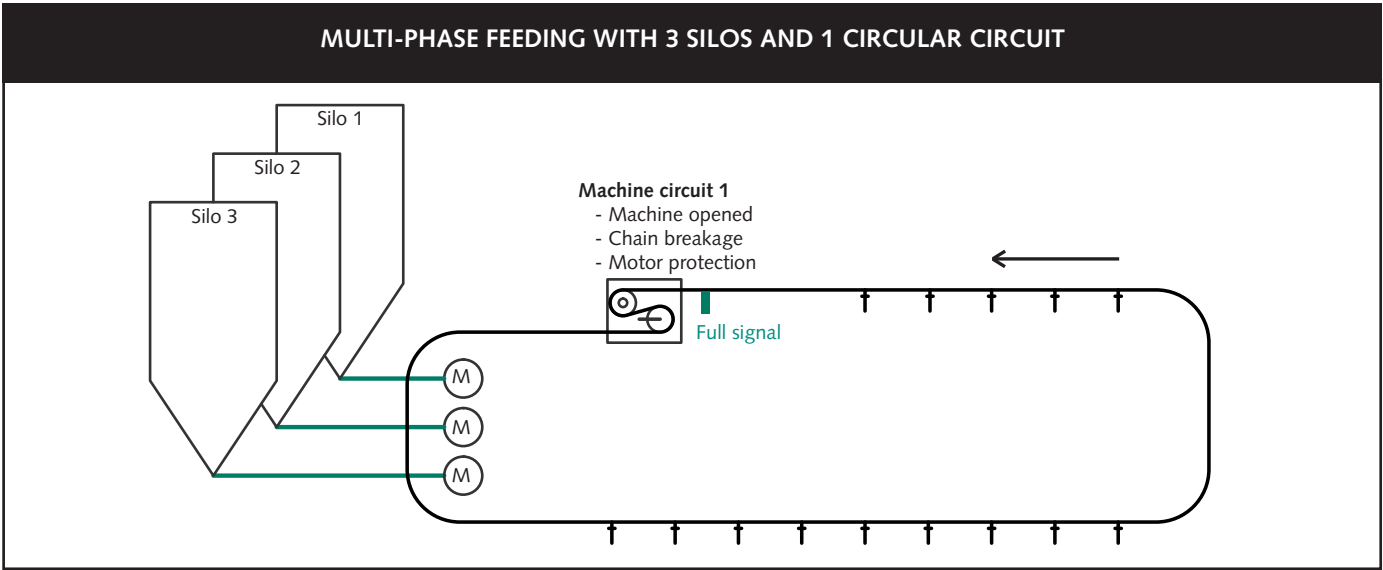 MULTI-PHASE FEEDING WITH 3 SILOS AND 1 CIRCULAR CIRCUIT
Silo 1
Silo 2
Silo 3
Machine circuit 1
- Machine opened
- Chain breakage
- Motor protection
Full signal
M
M
M